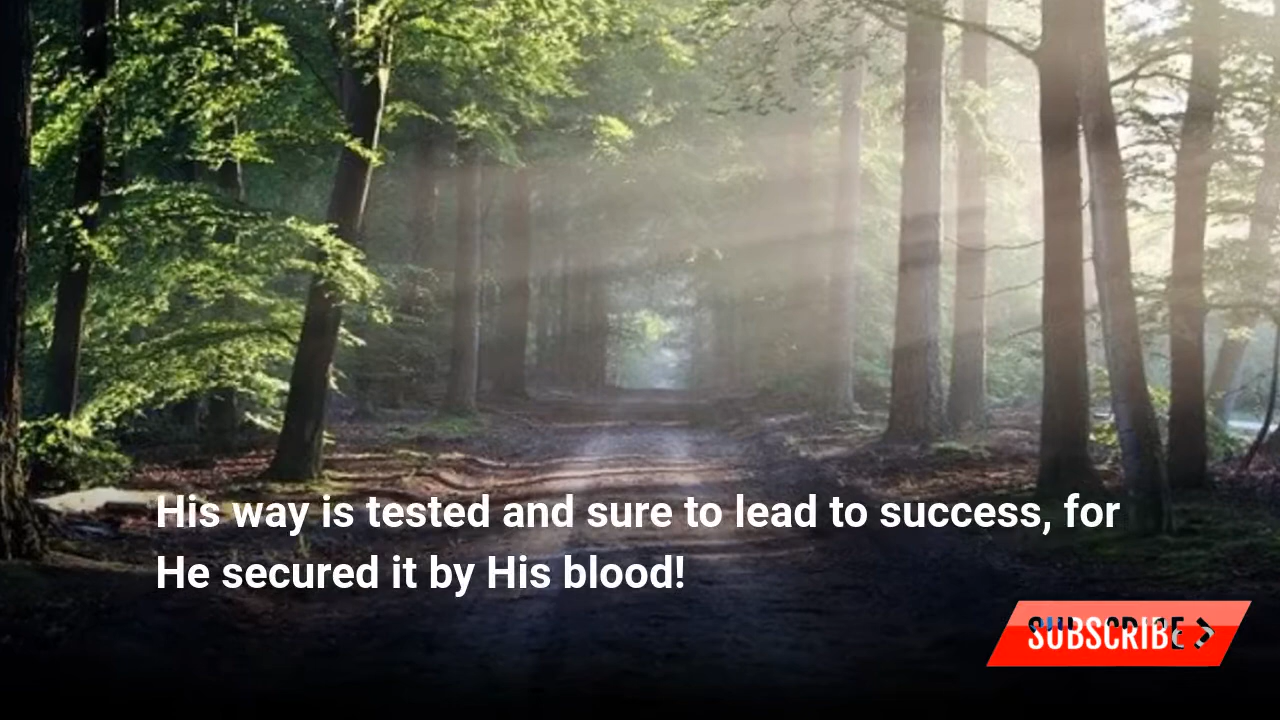 His way is tested and sure to lead to success, for
He secured it by His blood!
SUBSCRIBE